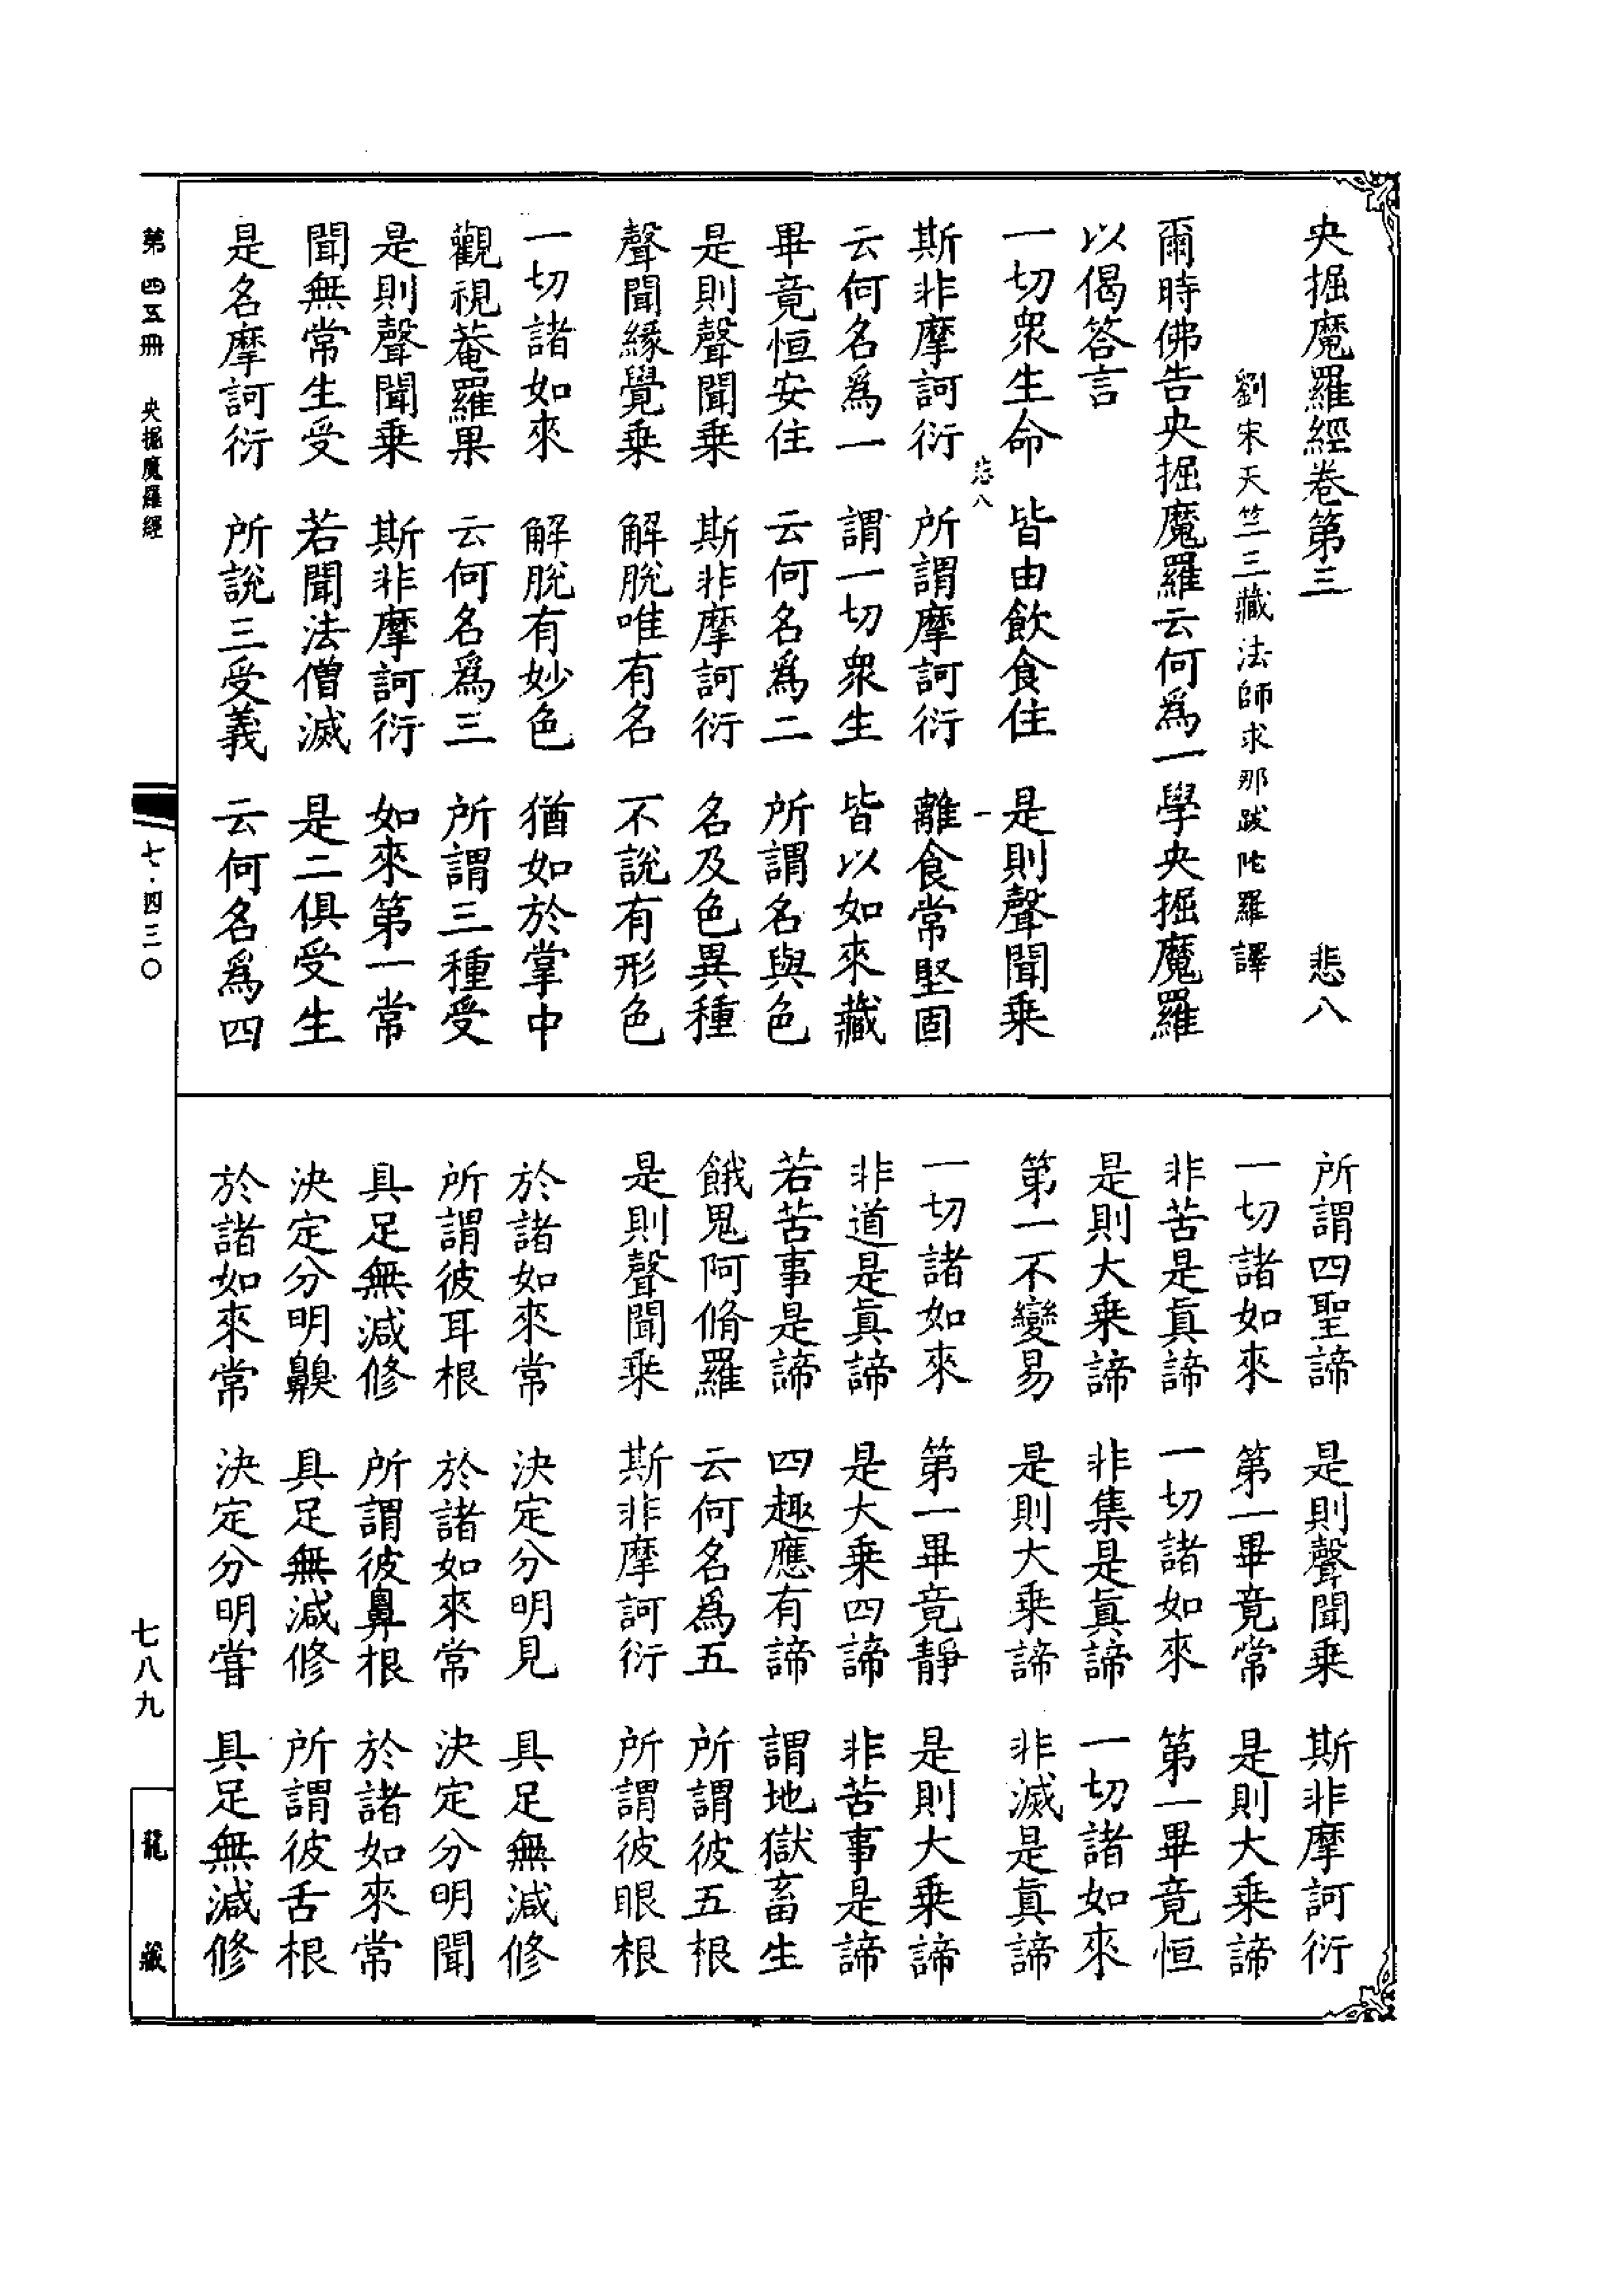 央掘魔羅經卷第三 悲八
劉宋天竺三藏法師求那跋陀羅譯
爾時佛告央掘魔羅云何為一學央掘魔羅
以偈答言
一切衆生命 皆由飲食住 是則聲聞乗
悲八 一
斯非摩訶衍 所謂摩訶衍 離食常堅固
云何名為一 謂一切衆生 皆以如來藏
畢竟恒安住 云何名為二 所謂名與色
是則聲聞乗 斯非摩訶衍 名及色異種
聲聞緣覺乗 解脫唯有名 不說有形色
一切諸如來 解脫有妙色 猶如於掌中
觀視菴羅果 云何名為三 所謂三種受
是則聲聞乗 斯非摩訶衍 如來第一常
聞無常生受 若聞法僧滅 是二俱受生
是名摩訶衍 所說三受義 云何名為四
所謂四聖諦 是則聲聞乗 斯非摩訶衍
一切諸如來 第一畢竟常 是則大乗諦
非苦是眞諦 一切諸如來 第一畢竟恒
是則大乗諦 非集是眞諦 一切諸如來
第一不變易 是則大乗諦 非滅是眞諦
一切諸如來 第一畢竟靜 是則大乗諦
非道是眞諦 是大乗四諦 非苦事是諦
若苦事是諦 四趣應有諦 謂地獄畜生
餓鬼阿脩羅 云何名為五 所謂彼五根
是則聲聞乗 斯非摩訶衍 所謂彼眼根
於諸如來常 決定分明見 具足無減修
所謂彼耳根 於諸如來常 決定分明聞
具足無減修 所謂彼鼻根 於諸如來常
決定分明齅 具足無減修 所謂彼舌根
於諸如來常 決定分明甞 具足無減修
第四五冊 央掘魔羅經
七·四三〇
七八九
龍藏